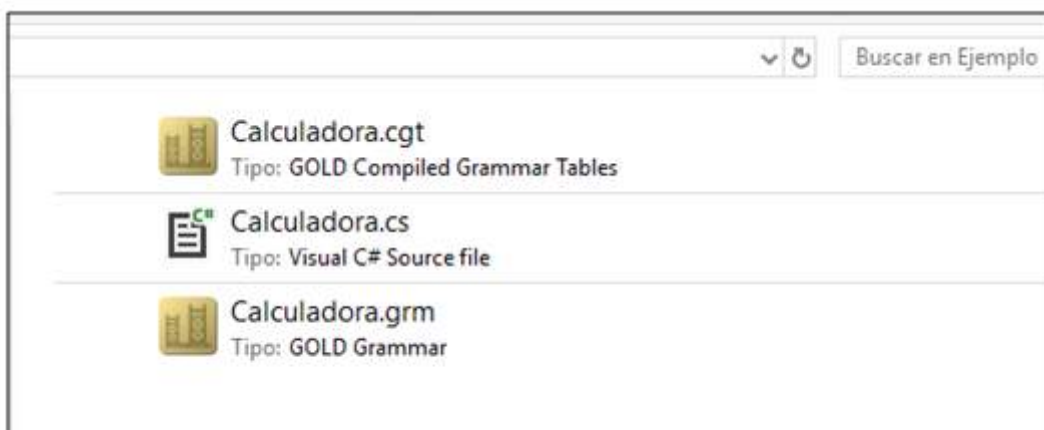 Buscar en Ejemplo
Calculadora.cgt
Tipo: GOLD Compiled Grammar Tables
C#
Calculadora.cs
Tipo: Visual C# Source file
Calculadora.grm
Tipo: GOLD Grammar